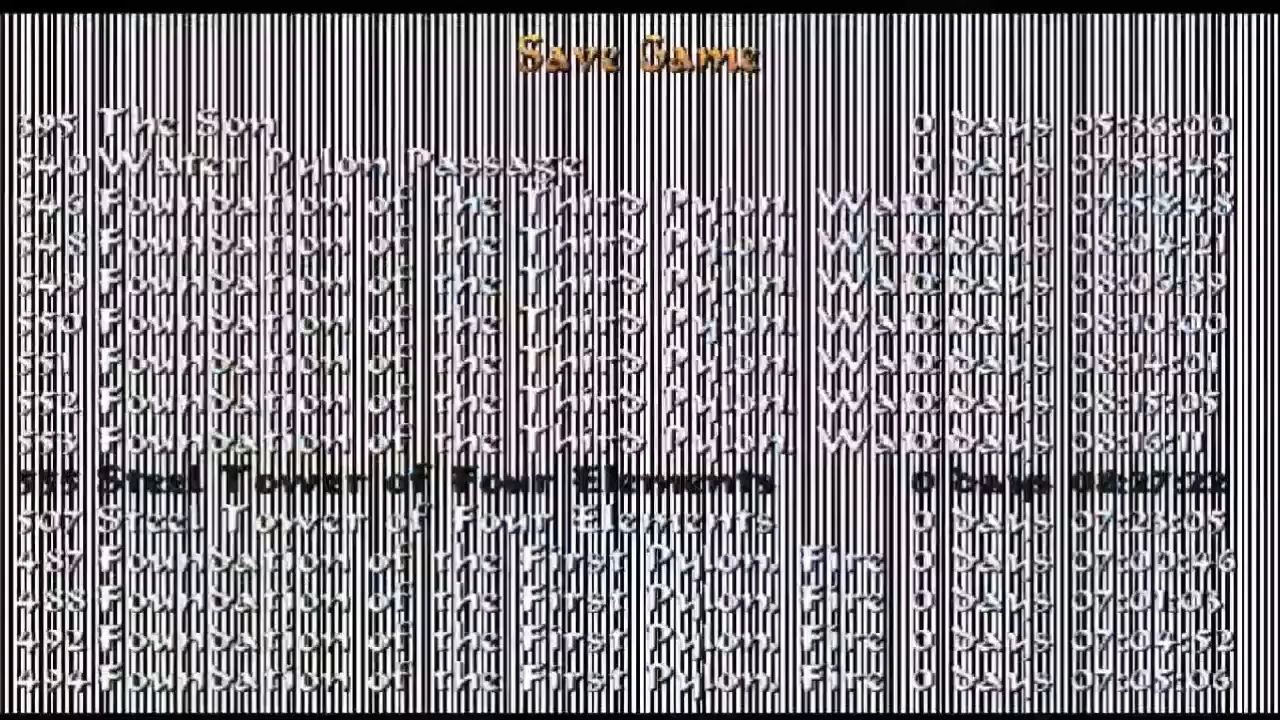 Save Game
395 The Son 0 Days 05:36:00
540 Water Pylon Passage 0 Days 07:55:45
546 Foundation of the Third Pylon, Wat 0 Days 07:58:48
548 Foundation of the Third Pylon, Wat 0 Days 08:04:21
549 Foundation of the Third Pylon, Wat 0 Days 08:06:39
550 Foundation of the Third Pylon, Wat 0 Days 08:10:00
551 Foundation of the Third Pylon, Wat 0 Days 08:14:01
552 Foundation of the Third Pylon, Wat 0 Days 08:15:05
553 Foundation of the Third Pylon, Wat 0 Days 08:16:11
555 Steel Tower of Four Elements 0 Days 08:27:22
507 Steel Tower of Four Elements 0 Days 07:23:05
487 Foundation of the First Pylon, Fire 0 Days 07:00:46
488 Foundation of the First Pylon, Fire 0 Days 07:01:03
492 Foundation of the First Pylon, Fire 0 Days 07:04:52
494 Foundation of the First Pylon, Fire 0 Days 07:05:06